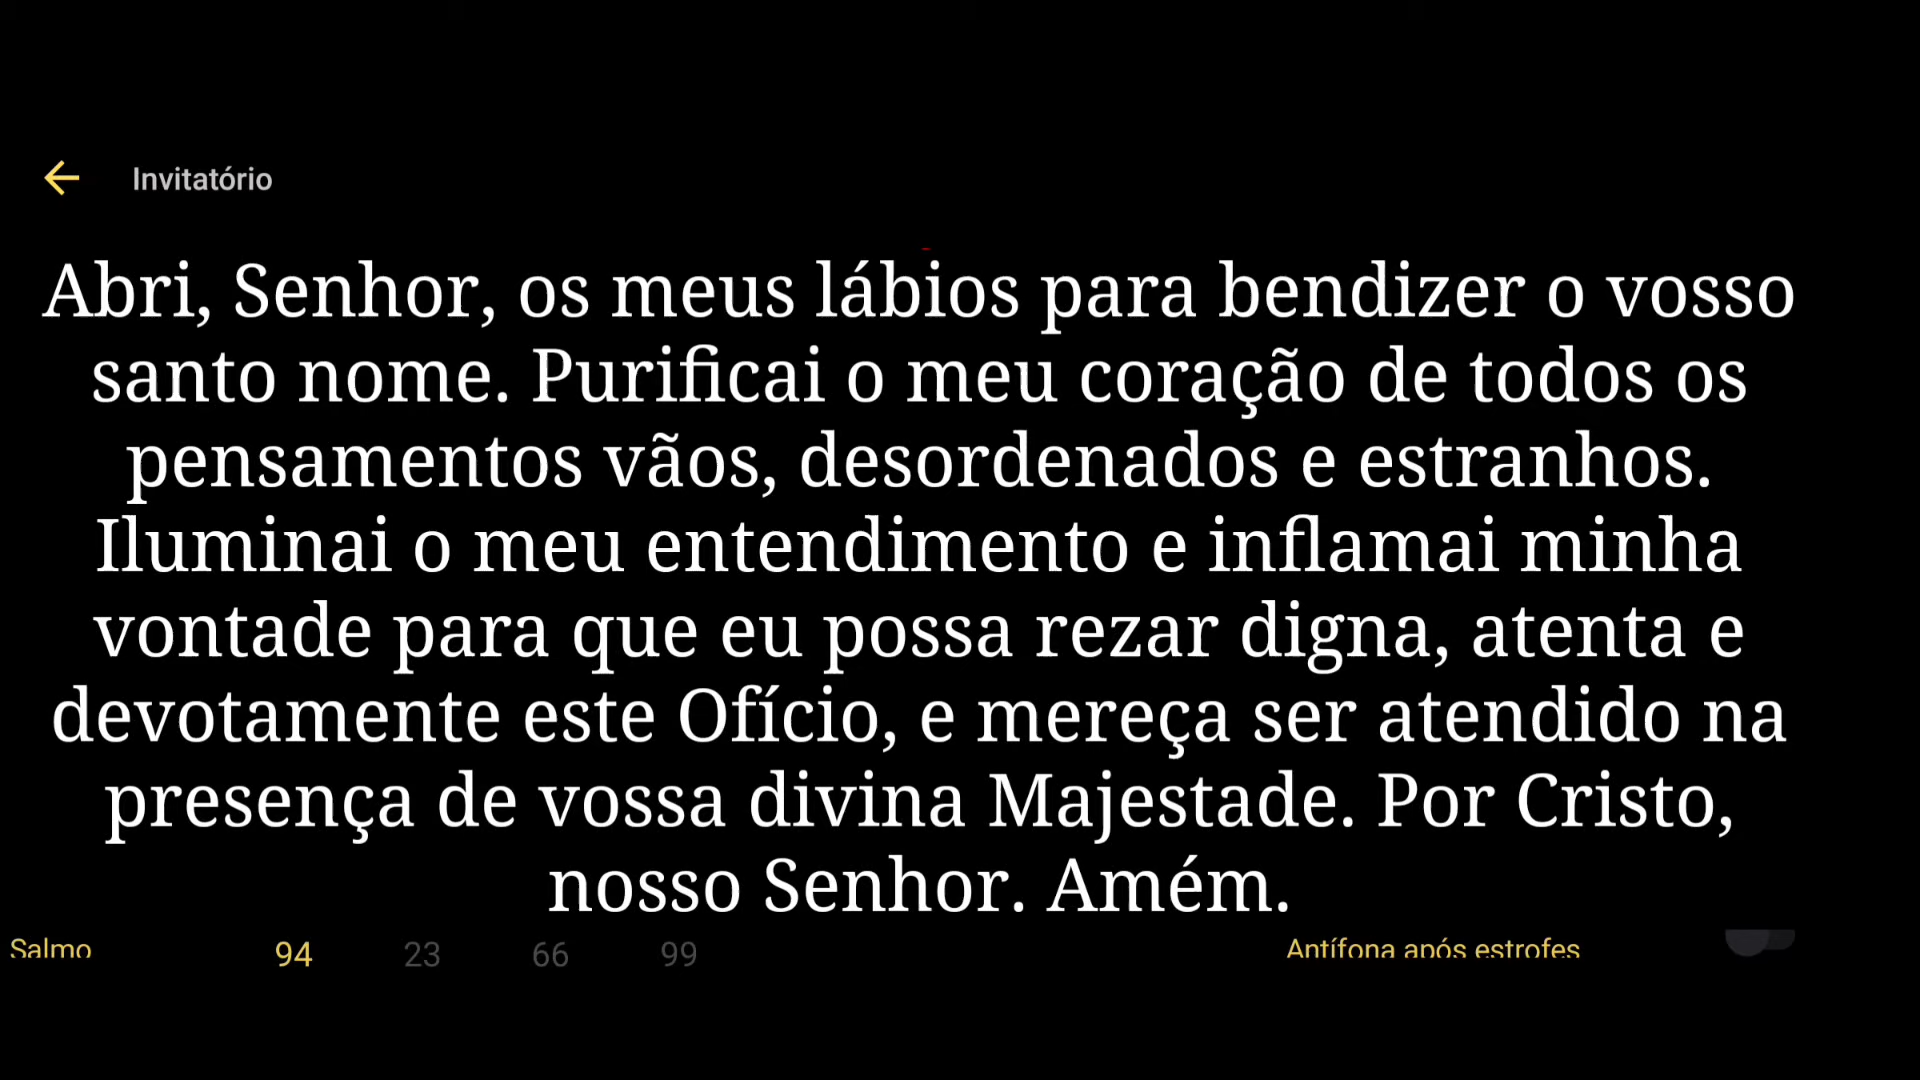 Invitatório
Abri, Senhor, os meus lábios para bendizer o vosso
santo nome. Purificai o meu coração de todos os
pensamentos vãos, desordenados e estranhos.
Iluminai o meu entendimento e inflamai minha
vontade para que eu possa rezar digna, atenta e
devotamente este Ofício, e mereça ser atendido na
presença de vossa divina Majestade. Por Cristo,
nosso Senhor. Amém.
Salmo 94 23 66 99 Antífona após estrofes